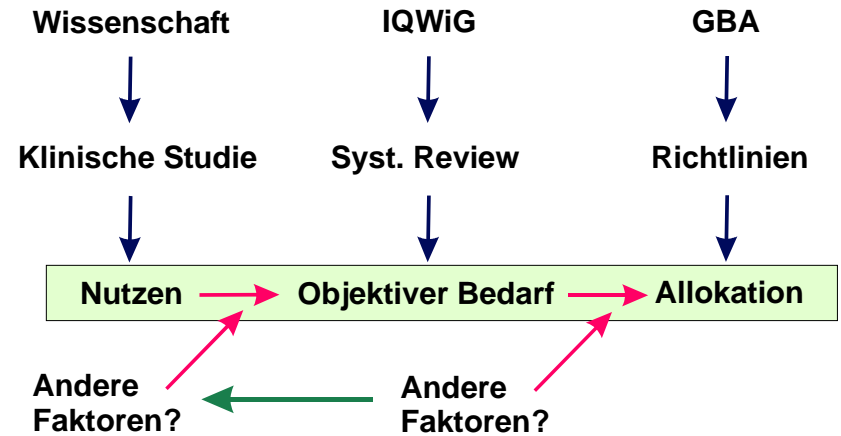 Wissenschaft IQWiG GBA
Klinische Studie Syst. Review Richtlinien
Nutzen Objektiver Bedarf Allokation
Andere
Faktoren?
Andere
Faktoren?